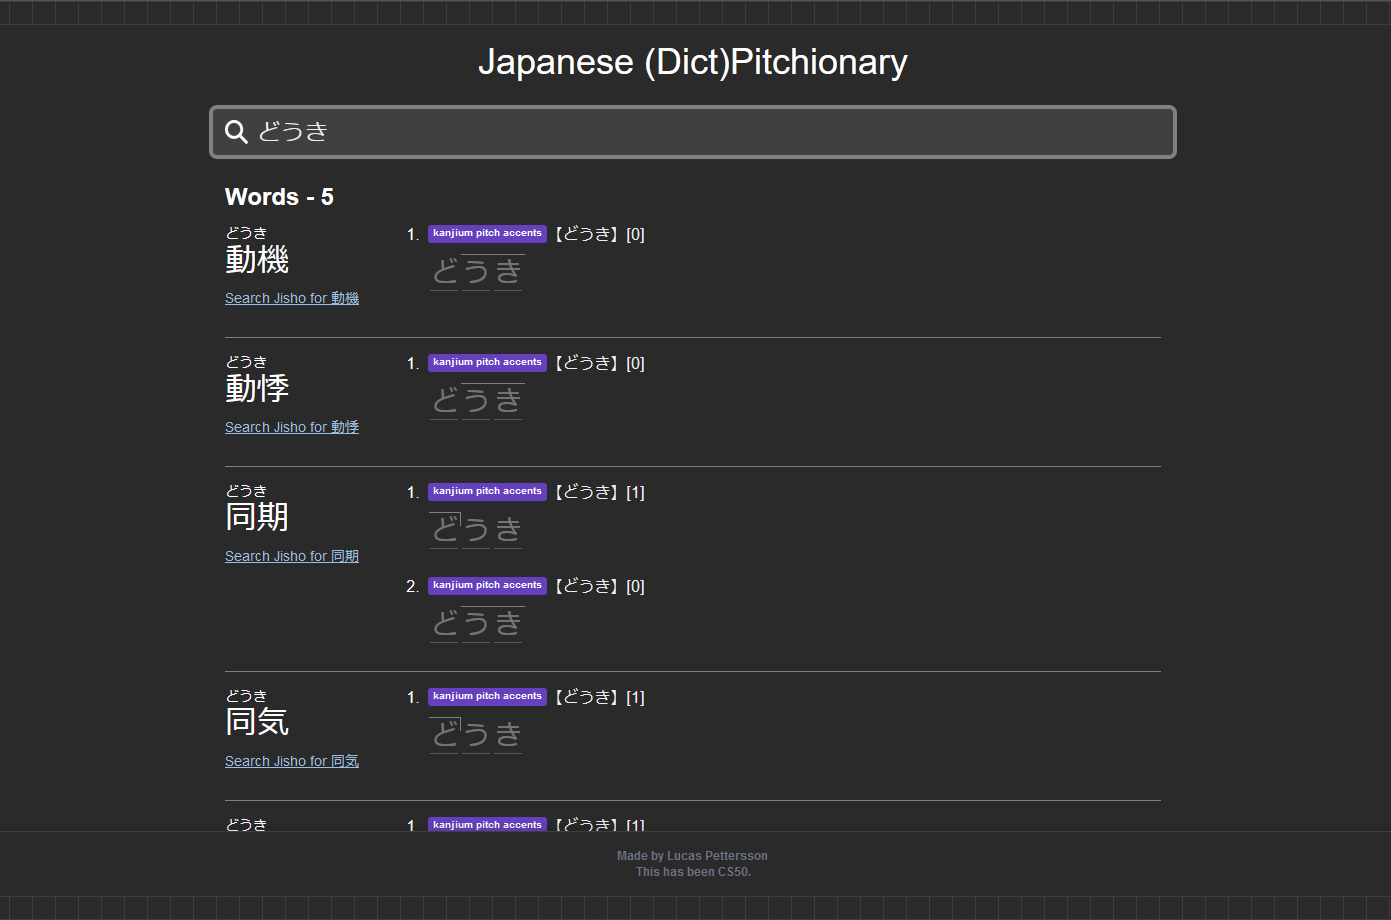 Japanese (Dict)Pitchionary
どうき
Words - 5
どうき
動機
Search Jisho for 動機
1. kanjium pitch accents 【どうき】[0]
どうき
どうき
動悸
Search Jisho for 動悸
1. kanjium pitch accents 【どうき】[0]
どうき
どうき
同期
Search Jisho for 同期
1. kanjium pitch accents 【どうき】[1]
どうき
2. kanjium pitch accents 【どうき】[0]
どうき
どうき
同気
Search Jisho for 同気
1. kanjium pitch accents 【どうき】[1]
どうき
どうき
1. kanjium pitch accents 【どうき】[1]
Made by Lucas Pettersson
This has been CS50.